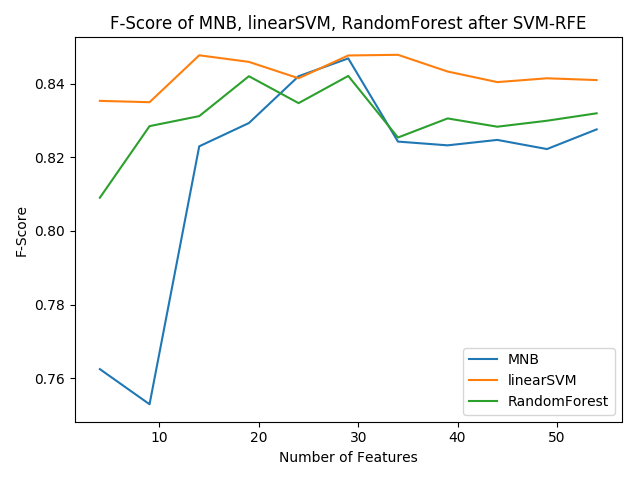 F-Score of MNB, linearSVM, RandomForest after SVM-RFE
F-Score
0.84
0.82
0.80
0.78
0.76
10 20 30 40 50
Number of Features
MNB
linearSVM
RandomForest